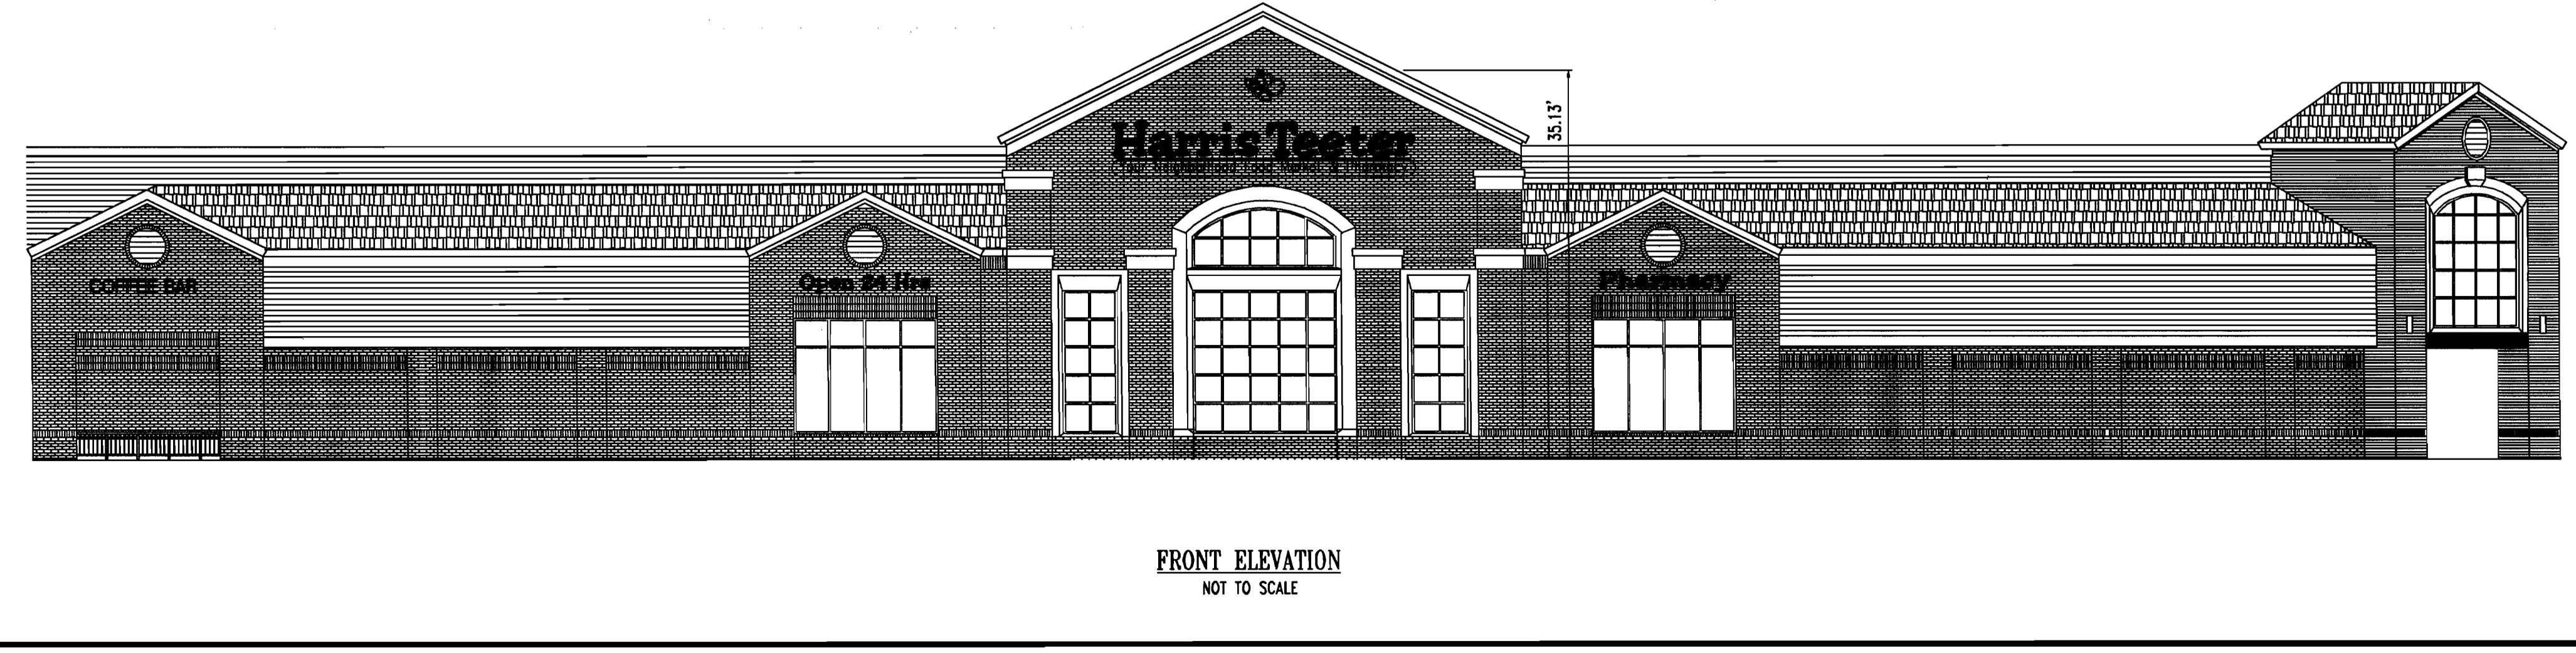 Harris Teeter
35.13'
COFFEE BAR
Open 24 Hrs
Pharmacy
FRONT ELEVATION
NOT TO SCALE